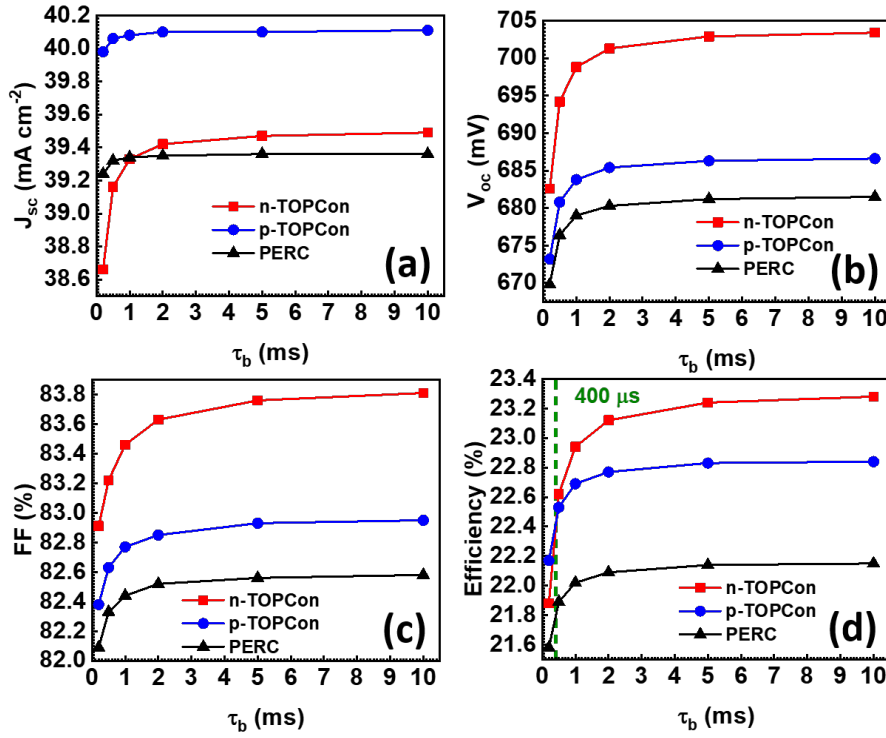 40.2
40.0
39.8
39.6
39.4
39.2
39.0
38.8
38.6
J_sc (mA cm⁻²)
n-TOPCon
p-TOPCon
PERC
(a)
0 1 2 3 4 5 6 7 8 9 10
τ_b (ms)
705
700
695
690
685
680
675
670
V_oc (mV)
n-TOPCon
p-TOPCon
PERC
(b)
0 1 2 3 4 5 6 7 8 9 10
τ_b (ms)
83.8
83.6
83.4
83.2
83.0
82.8
82.6
82.4
82.2
82.0
FF (%)
n-TOPCon
p-TOPCon
PERC
(c)
0 1 2 3 4 5 6 7 8 9 10
τ_b (ms)
23.4
23.2
23.0
22.8
22.6
22.4
22.2
22.0
21.8
21.6
Efficiency (%)
400 μs
n-TOPCon
p-TOPCon
PERC
(d)
0 1 2 3 4 5 6 7 8 9 10
τ_b (ms)